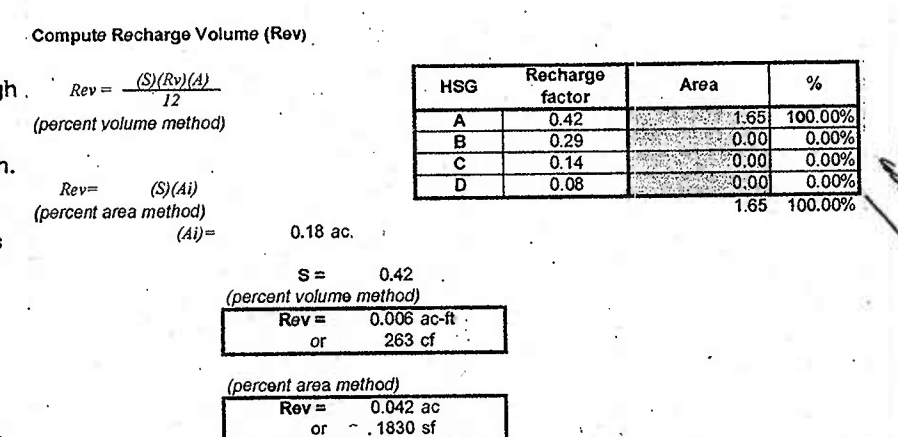 Compute Recharge Volume (Rev)
Rev = (S)(Rv)(A)
12
(percent volume method)
HSG Recharge factor Area %
A 0.42 1.65 100.00%
B 0.29 0.00 0.00%
C 0.14 0.00 0.00%
D 0.08 0.00 0.00%
1.65 100.00%
Rev= (S)(Ai)
(percent area method)
(Ai)= 0.18 ac.
S = 0.42
(percent volume method)
Rev = 0.006 ac-ft
or 263 cf
(percent area method)
Rev = 0.042 ac
or 1830 sf